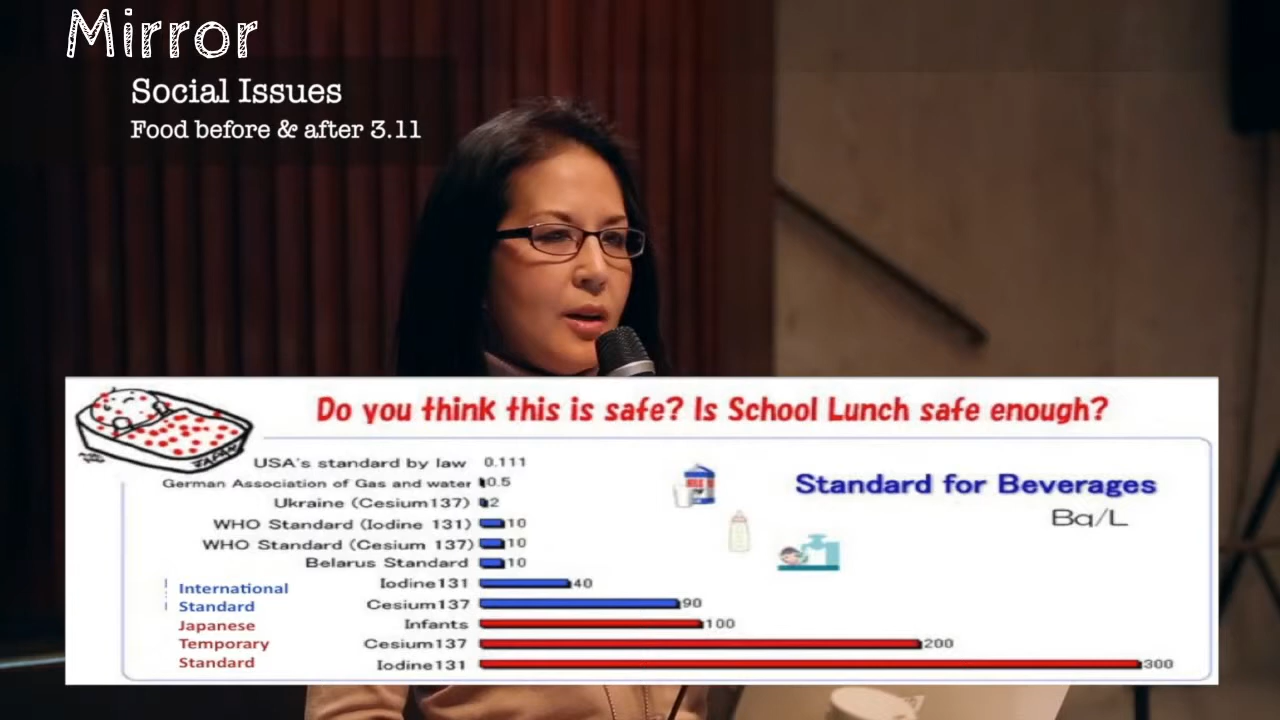 Mirror
Social Issues
Food before & after 3.11
Do you think this is safe? Is School Lunch safe enough?
USA's standard by law 0.111
German Association of Gas and water 0.5
Ukraine (Cesium137) 2
WHO Standard (Iodine 131) 10
WHO Standard (Cesium 137) 10
Belarus Standard 10
Iodine131 40
Cesium137 90
Infants 100
Cesium137 200
Iodine131 300
International
Standard
Japanese
Temporary
Standard
Standard for Beverages
Bq/L
JAPAN